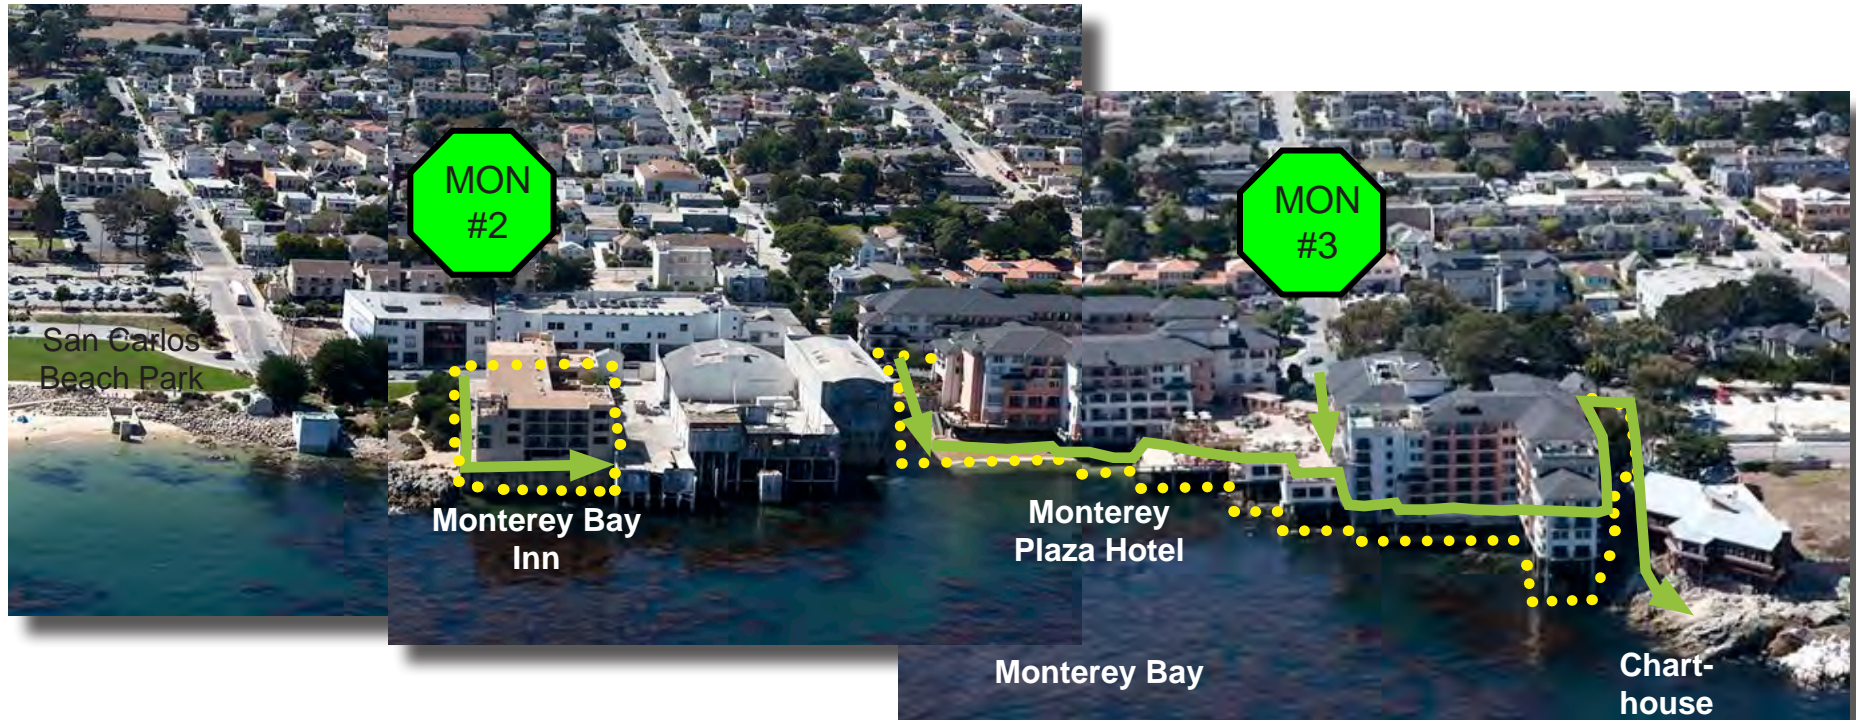 MON
#2
MON
#3
San Carlos
Beach Park
Monterey Bay
Inn
Monterey
Plaza Hotel
Monterey Bay
Chart-
house